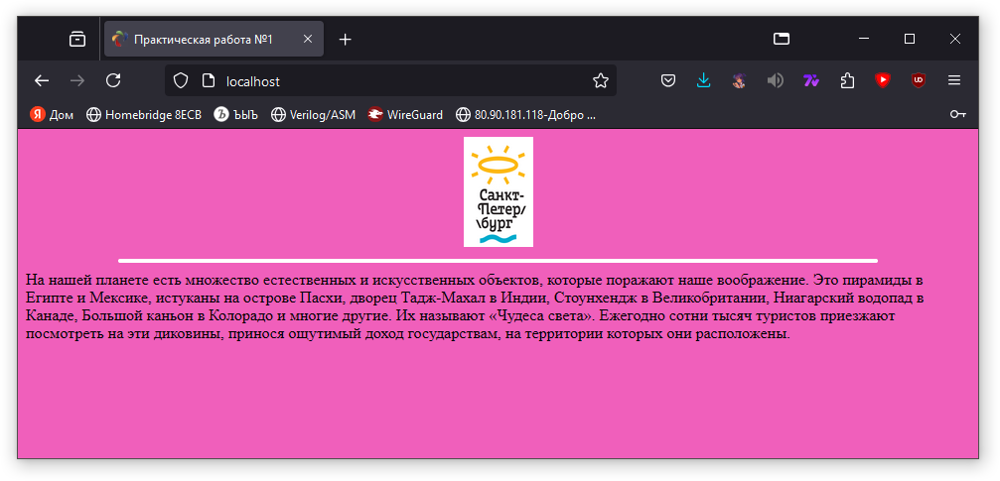 Практическая работа №1
localhost
Дом
Homebridge 8ECB
ЪЫЪ
Verilog/ASM
WireGuard
80.90.181.118-Добро ...
Санкт-
Петер/
\бург
На нашей планете есть множество естественных и искусственных объектов, которые поражают наше воображение. Это пирамиды в
Египте и Мексике, истуканы на острове Пасхи, дворец Тадж-Махал в Индии, Стоунхендж в Великобритании, Ниагарский водопад в
Канаде, Большой каньон в Колорадо и многие другие. Их называют «Чудеса света». Ежегодно сотни тысяч туристов приезжают
посмотреть на эти диковины, принося ощутимый доход государствам, на территории которых они расположены.